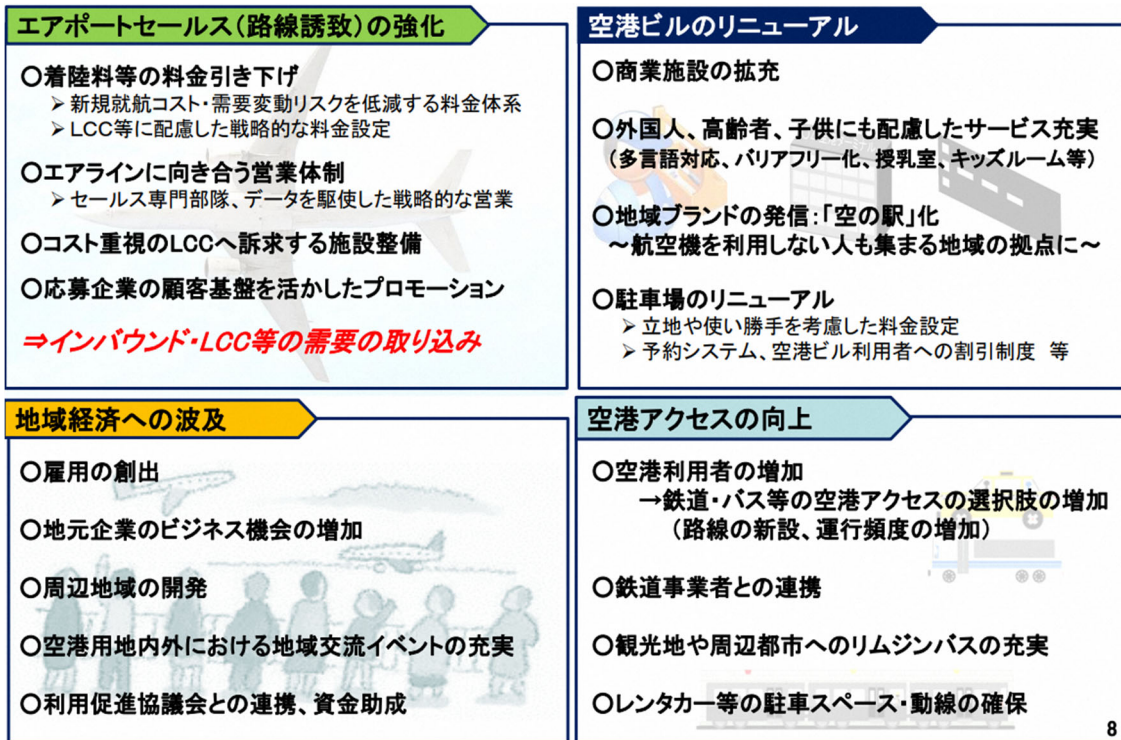 エアポートセールス（路線誘致）の強化
○着陸料等の料金引き下げ
➢新規就航コスト・需要変動リスクを低減する料金体系
➢LCC等に配慮した戦略的な料金設定
○エアラインに向き合う営業体制
➢セールス専門部隊、データを駆使した戦略的な営業
○コスト重視のLCCへ訴求する施設整備
○応募企業の顧客基盤を活かしたプロモーション
⇒インバウンド・LCC等の需要の取り込み
空港ビルのリニューアル
○商業施設の拡充
○外国人、高齢者、子供にも配慮したサービス充実
（多言語対応、バリアフリー化、授乳室、キッズルーム等）
○地域ブランドの発信：「空の駅」化
～航空機を利用しない人も集まる地域の拠点に～
○駐車場のリニューアル
➢立地や使い勝手を考慮した料金設定
➢予約システム、空港ビル利用者への割引制度　等
地域経済への波及
○雇用の創出
○地元企業のビジネス機会の増加
○周辺地域の開発
○空港用地内外における地域交流イベントの充実
○利用促進協議会との連携、資金助成
空港アクセスの向上
○空港利用者の増加
→鉄道・バス等の空港アクセスの選択肢の増加
（路線の新設、運行頻度の増加）
○鉄道事業者との連携
○観光地や周辺都市へのリムジンバスの充実
○レンタカー等の駐車スペース・動線の確保
8